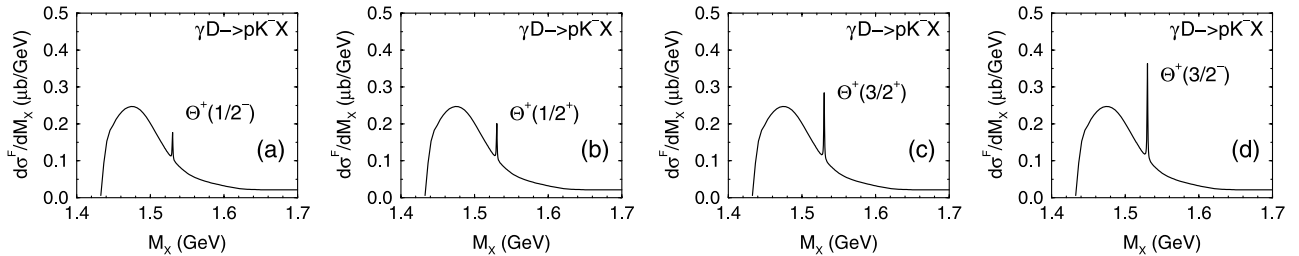 γD−>pK⁻X
0.5
0.4
0.3
0.2
0.1
0.0
dσ^F/dM_X (μb/GeV)
Θ⁺(1/2⁻)
(a)
1.4 1.5 1.6 1.7
M_X (GeV)
γD−>pK⁻X
0.5
0.4
0.3
0.2
0.1
0.0
dσ^F/dM_X (μb/GeV)
Θ⁺(1/2⁺)
(b)
1.4 1.5 1.6 1.7
M_X (GeV)
γD−>pK⁻X
0.5
0.4
0.3
0.2
0.1
0.0
dσ^F/dM_X (μb/GeV)
Θ⁺(3/2⁺)
(c)
1.4 1.5 1.6 1.7
M_X (GeV)
γD−>pK⁻X
0.5
0.4
0.3
0.2
0.1
0.0
dσ^F/dM_X (μb/GeV)
Θ⁺(3/2⁻)
(d)
1.4 1.5 1.6 1.7
M_X (GeV)